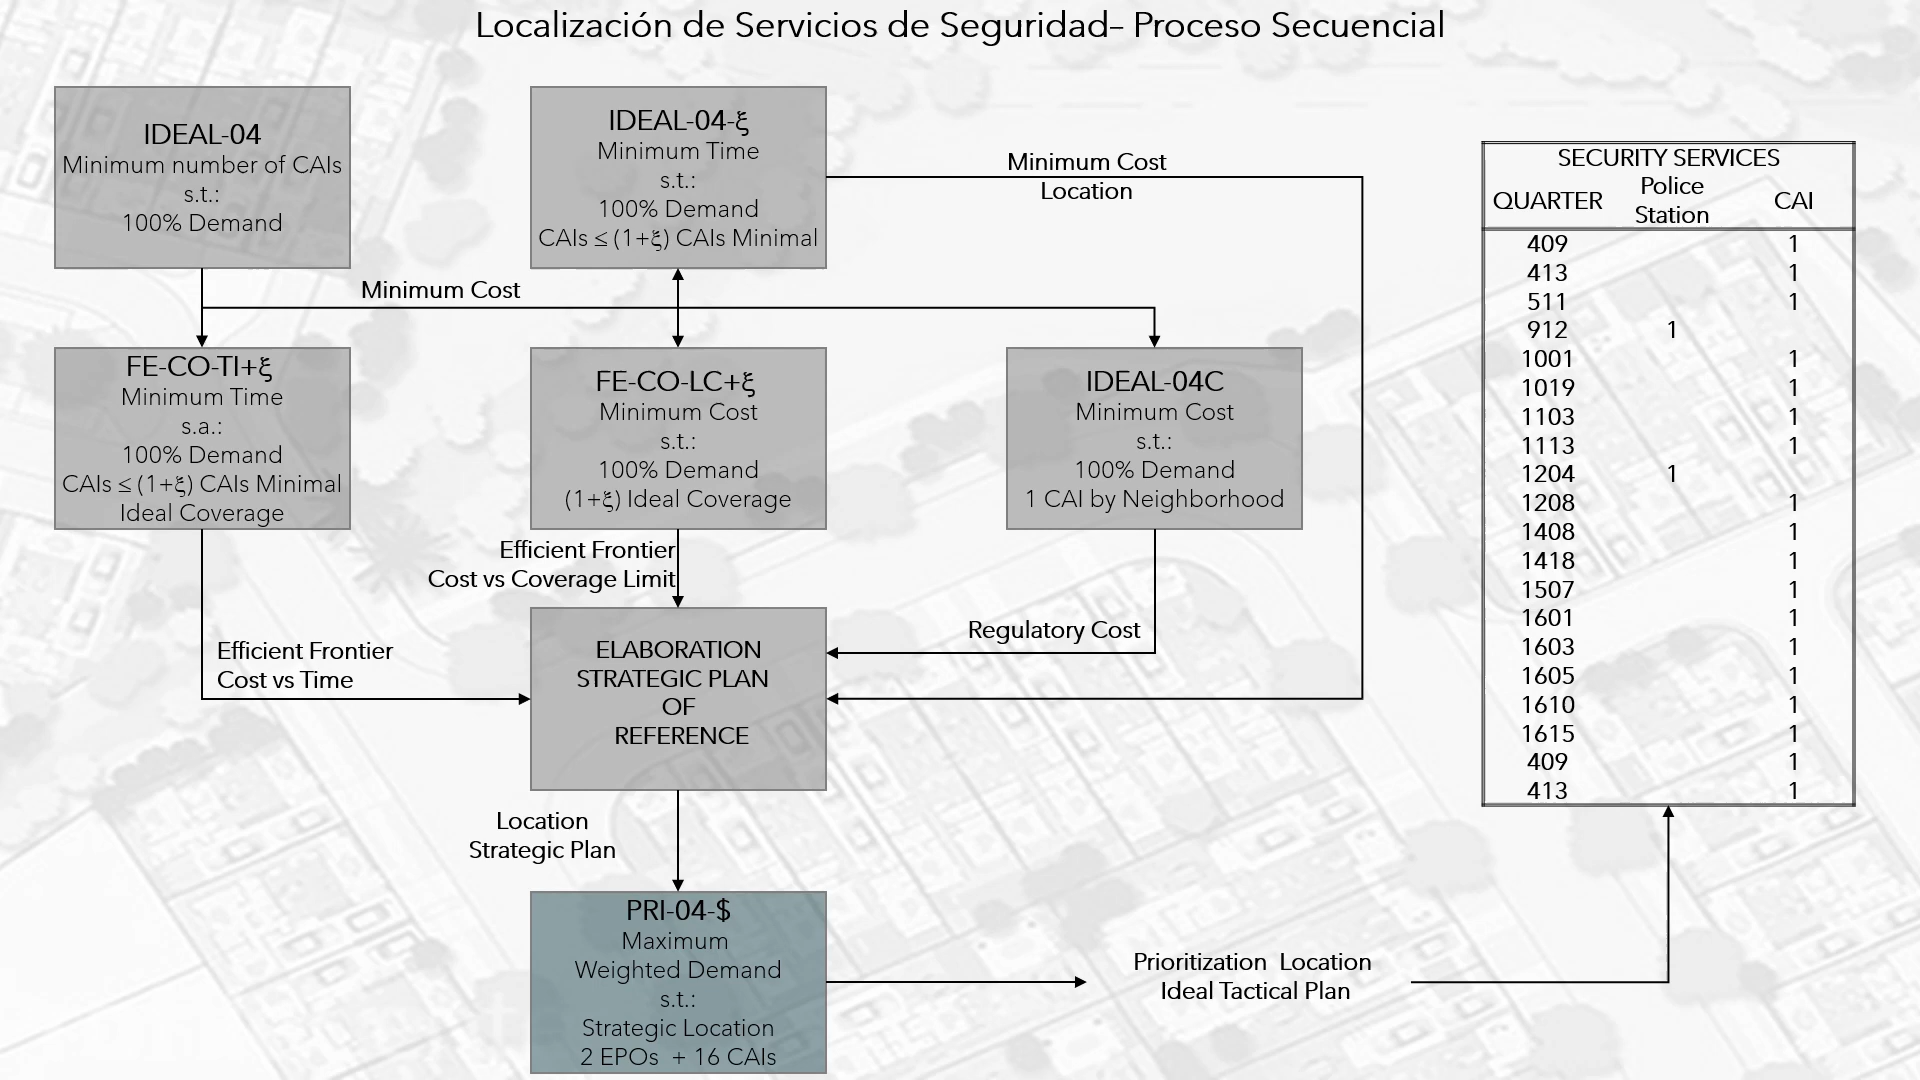 Localización de Servicios de Seguridad– Proceso Secuencial
IDEAL-04
Minimum number of CAIs
s.t.:
100% Demand
IDEAL-04-ξ
Minimum Time
s.t.:
100% Demand
CAIs ≤ (1+ξ) CAIs Minimal
Minimum Cost
Location
Minimum Cost
FE-CO-TI+ξ
Minimum Time
s.a.:
100% Demand
CAIs ≤ (1+ξ) CAIs Minimal
Ideal Coverage
FE-CO-LC+ξ
Minimum Cost
s.t.:
100% Demand
(1+ξ) Ideal Coverage
IDEAL-04C
Minimum Cost
s.t.:
100% Demand
1 CAI by Neighborhood
Efficient Frontier
Cost vs Coverage Limit
Efficient Frontier
Cost vs Time
Regulatory Cost
ELABORATION
STRATEGIC PLAN
OF
REFERENCE
Location
Strategic Plan
PRI-04-$
Maximum
Weighted Demand
s.t.:
Strategic Location
2 EPOs + 16 CAIs
Prioritization Location
Ideal Tactical Plan
SECURITY SERVICES
QUARTER Police Station CAI
409 1
413 1
511 1
912 1
1001 1
1019 1
1103 1
1113 1
1204 1
1208 1
1408 1
1418 1
1507 1
1601 1
1603 1
1605 1
1610 1
1615 1
409 1
413 1